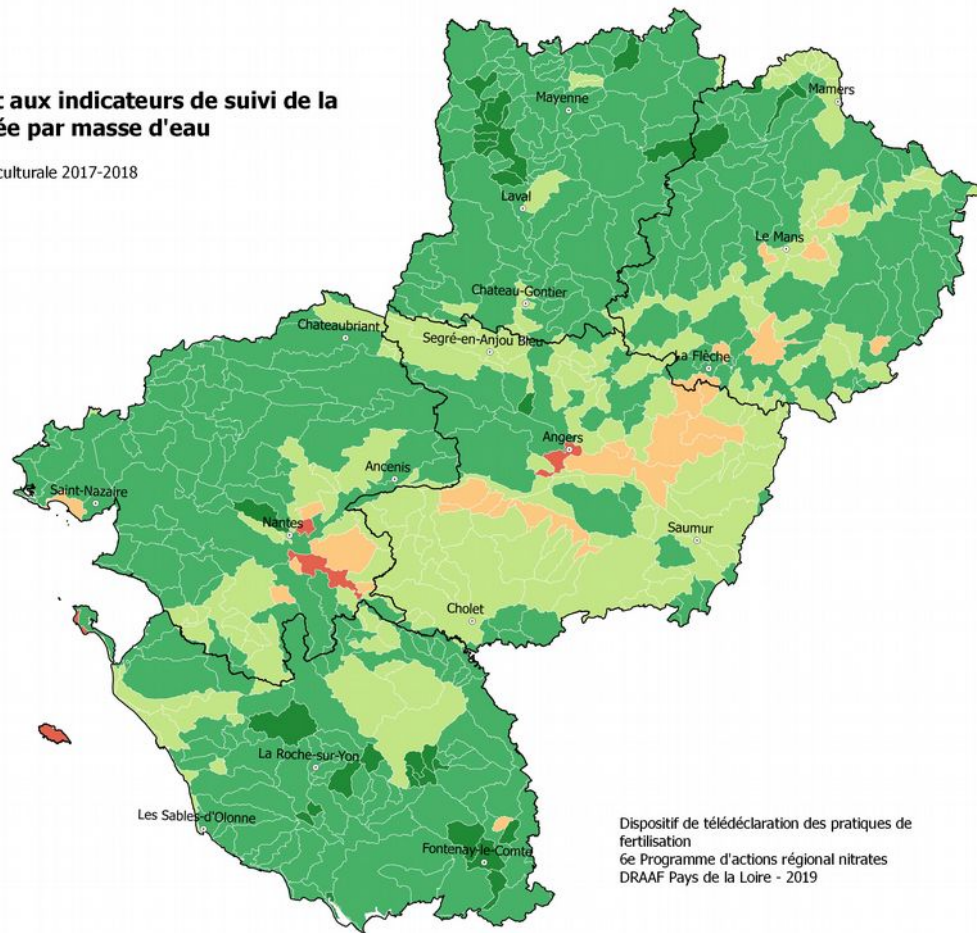 aux indicateurs de suivi de la
ée par masse d'eau
culturale 2017-2018
Mayenne
Mamers
Laval
Le Mans
Chateau-Gontier
Chateaubriant
Segré-en-Anjou Bleu
La Flèche
Angers
Ancenis
Saint-Nazaire
Nantes
Saumur
Cholet
La Roche-sur-Yon
Les Sables-d'Olonne
Fontenay-le-Comte
Dispositif de télédéclaration des pratiques de
fertilisation
6e Programme d'actions régional nitrates
DRAAF Pays de la Loire - 2019